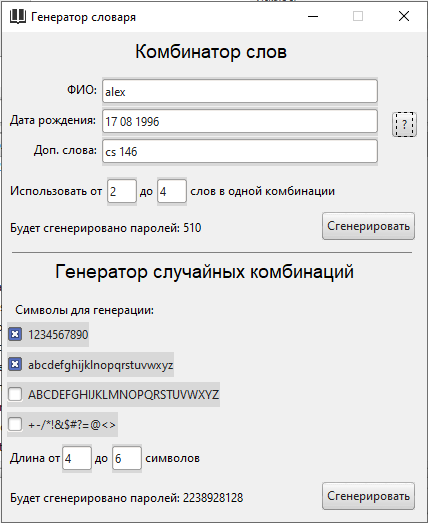 Генератор словаря
Комбинатор слов
ФИО: alex
Дата рождения: 17 08 1996
?
Доп. слова: cs 146
Использовать от 2 до 4 слов в одной комбинации
Будет сгенерировано паролей: 510
Сгенерировать
Генератор случайных комбинаций
Символы для генерации:
1234567890
abcdefghijklnopqrstuvwxyz
ABCDEFGHIJKLMNOPQRSTUVWXYZ
+-/*!&$#?=@<>
Длина от 4 до 6 символов
Будет сгенерировано паролей: 2238928128
Сгенерировать